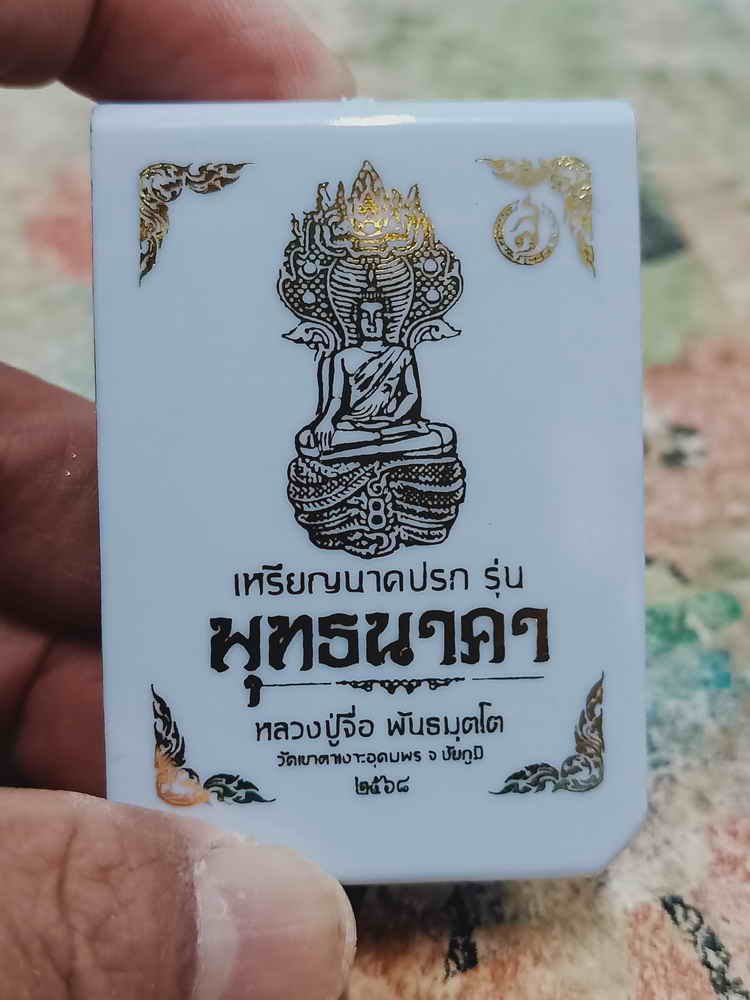 เหรียญนาคปรก รุ่น
พุทธนาคา
หลวงปู่จื่อ พันธมุตโต
วัดเขาตาเงาะอุดมพร จ ชัยภูมิ
๒๕๖๘